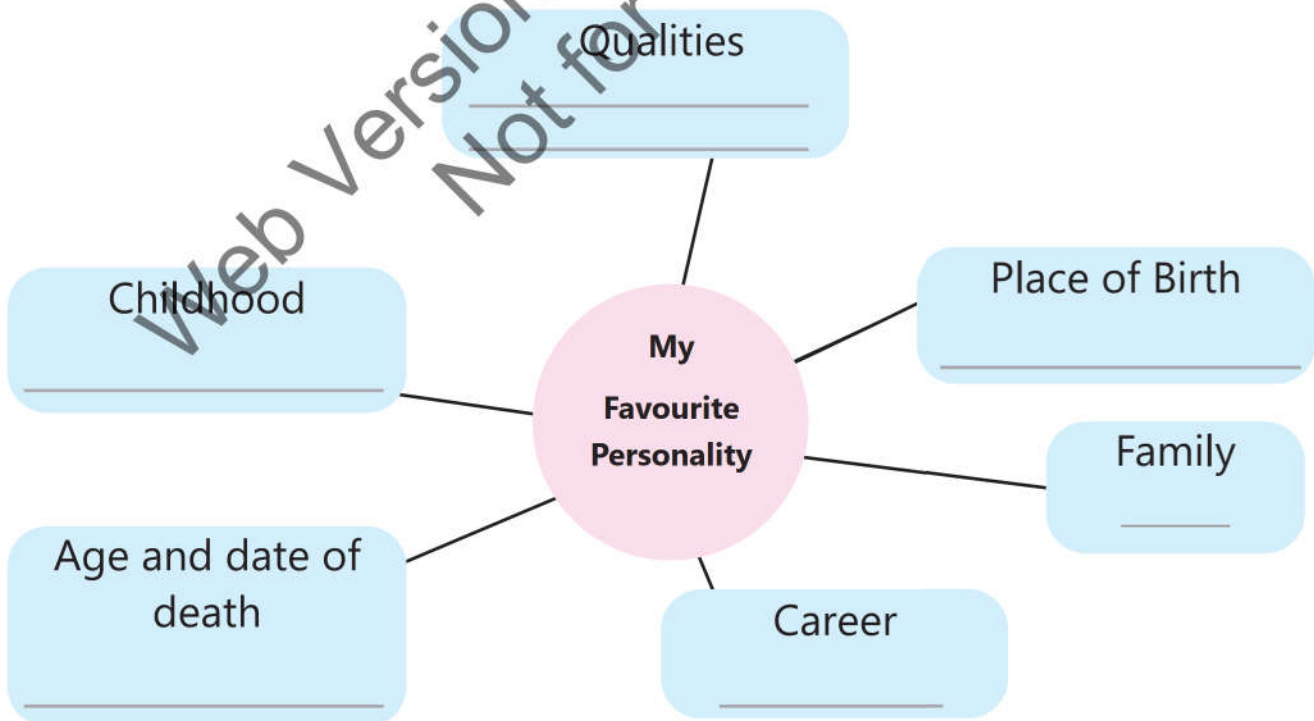 Web Version
Not for
Qualities
Childhood
Place of Birth
My
Favourite
Personality
Family
Age and date of
death
Career